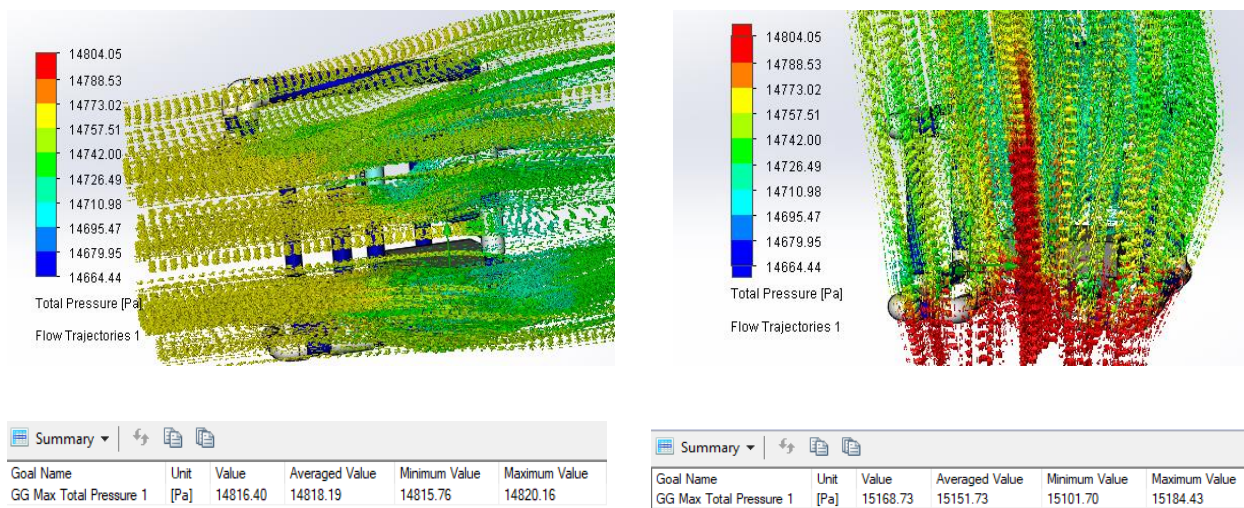 14804.05
14788.53
14773.02
14757.51
14742.00
14726.49
14710.98
14695.47
14679.95
14664.44
Total Pressure [Pa]
Flow Trajectories 1
14804.05
14788.53
14773.02
14757.51
14742.00
14726.49
14710.98
14695.47
14679.95
14664.44
Total Pressure [Pa]
Flow Trajectories 1
Summary
Goal Name Unit Value Averaged Value Minimum Value Maximum Value
GG Max Total Pressure 1 [Pa] 14816.40 14818.19 14815.76 14820.16
Summary
Goal Name Unit Value Averaged Value Minimum Value Maximum Value
GG Max Total Pressure 1 [Pa] 15168.73 15151.73 15101.70 15184.43